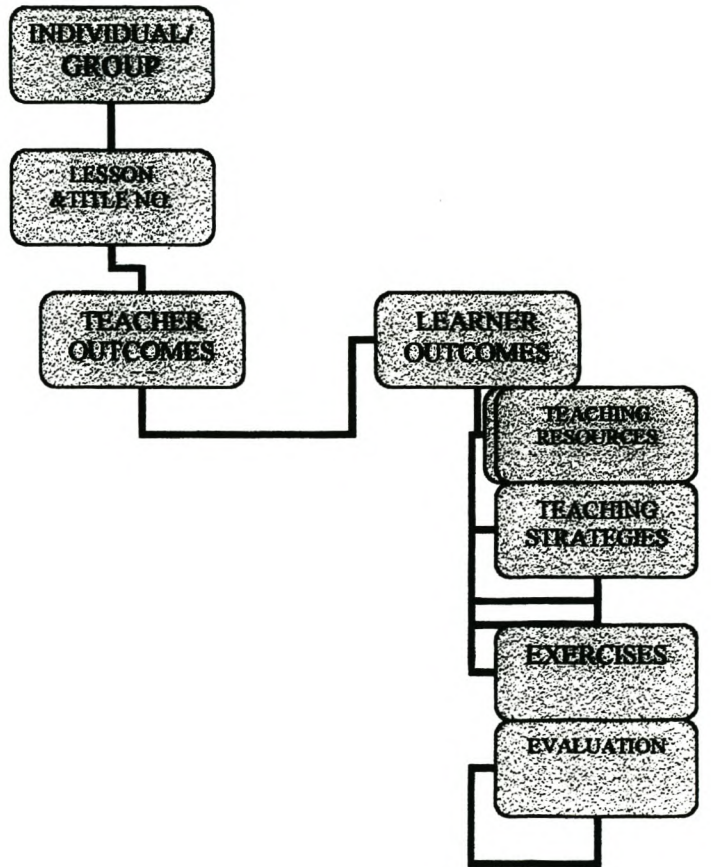 INDIVIDUAL/
GROUP
LESSON
&TITLE NO.
TEACHER
OUTCOMES
LEARNER
OUTCOMES
TEACHING
RESOURCES
TEACHING
STRATEGIES
EXERCISES
EVALUATION